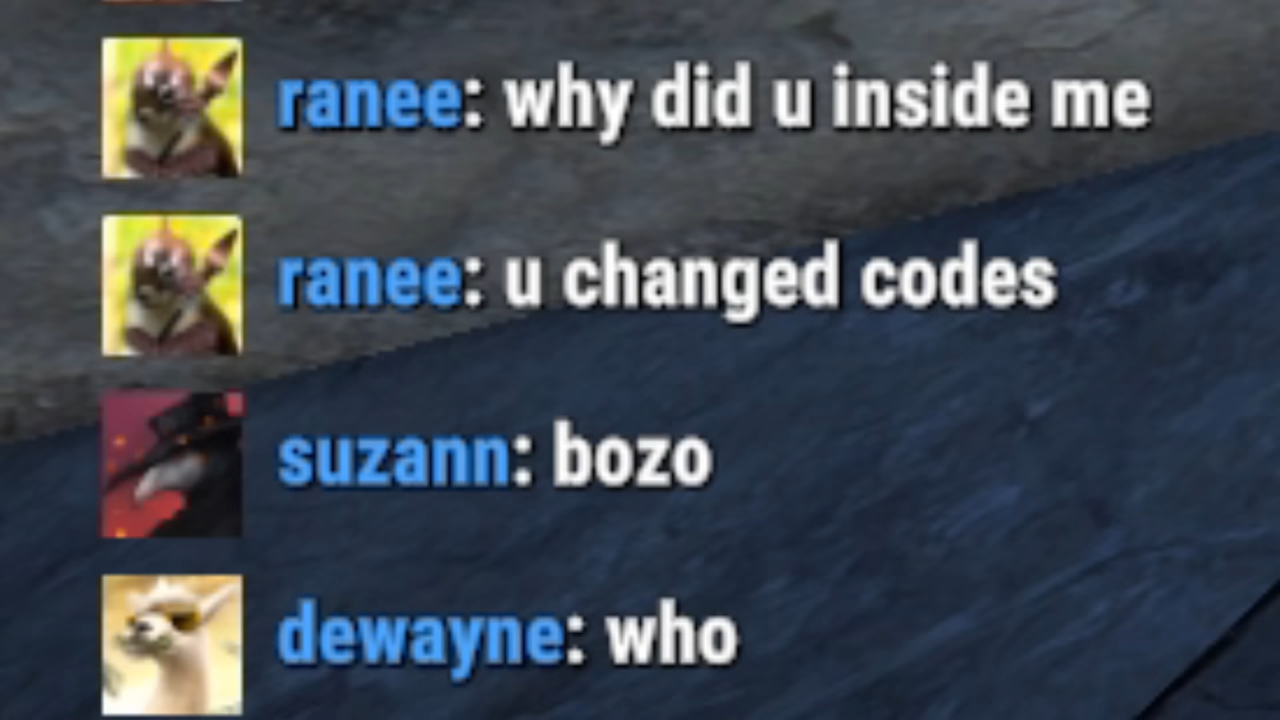 ranee: why did u inside me
ranee: u changed codes
suzann: bozo
dewayne: who